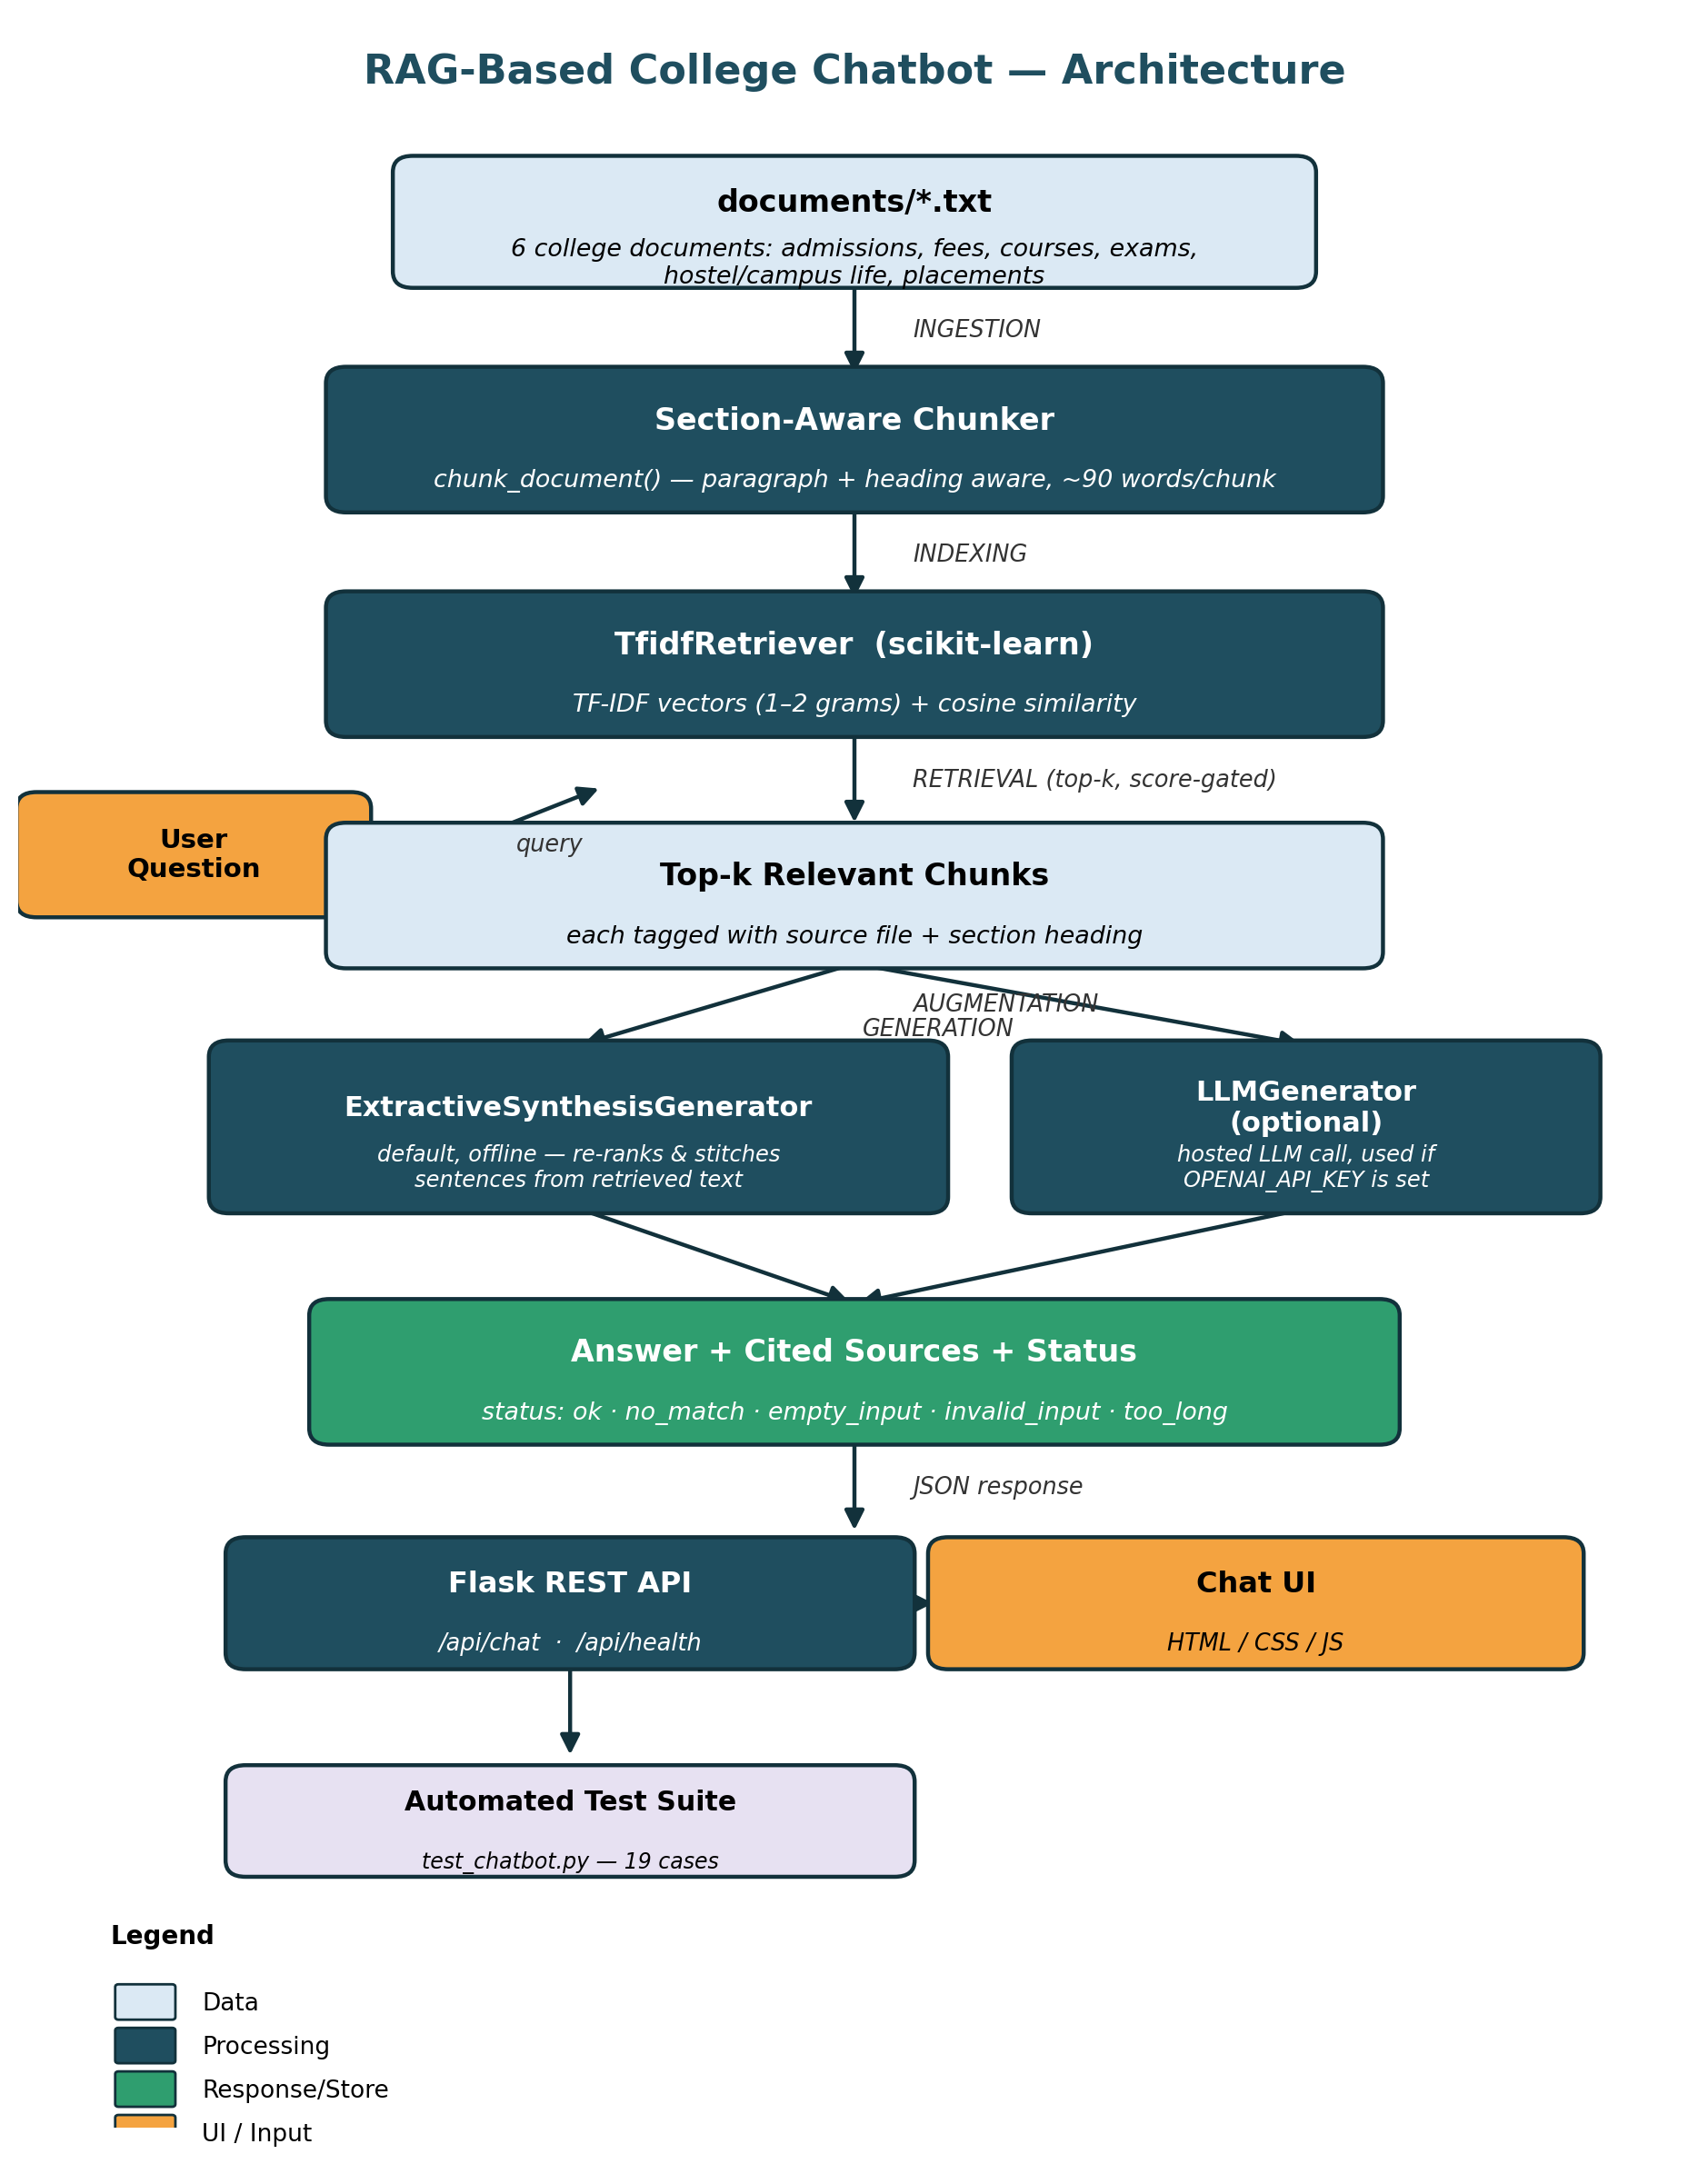 RAG-Based College Chatbot — Architecture
documents/*.txt
6 college documents: admissions, fees, courses, exams,
hostel/campus life, placements
INGESTION
Section-Aware Chunker
chunk_document() — paragraph + heading aware, ~90 words/chunk
INDEXING
TfidfRetriever  (scikit-learn)
TF-IDF vectors (1–2 grams) + cosine similarity
RETRIEVAL (top-k, score-gated)
User
Question
query
Top-k Relevant Chunks
each tagged with source file + section heading
AUGMENTATION
GENERATION
ExtractiveSynthesisGenerator
default, offline — re-ranks & stitches
sentences from retrieved text
LLMGenerator
(optional)
hosted LLM call, used if
OPENAI_API_KEY is set
Answer + Cited Sources + Status
status: ok · no_match · empty_input · invalid_input · too_long
JSON response
Flask REST API
/api/chat  ·  /api/health
Chat UI
HTML / CSS / JS
Automated Test Suite
test_chatbot.py — 19 cases
Legend
Data
Processing
Response/Store
UI / Input